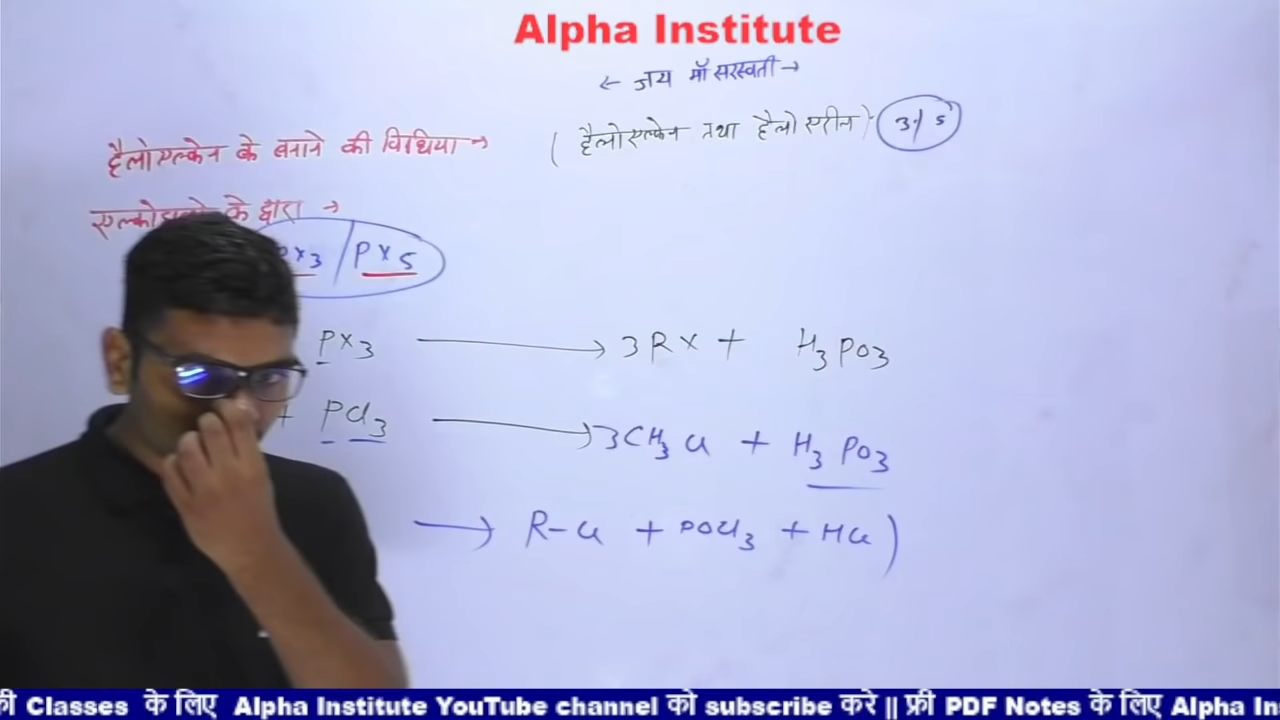 Alpha Institute
← जय माँ सरस्वती →
हैलोएल्केन के बनाने की विधिया → (हैलोएल्केन तथा हैलोएरीन) 3/5
के द्वारा →
PX3 / PX5
PX3 ⟶ 3RX + H3PO3
+ PCl3 ⟶ 3CH3Cl + H3PO3
⟶ R-Cl + POCl3 + HCl)
की Classes के लिए Alpha Institute YouTube channel को subscribe करे || फ्री PDF Notes के लिए Alpha In